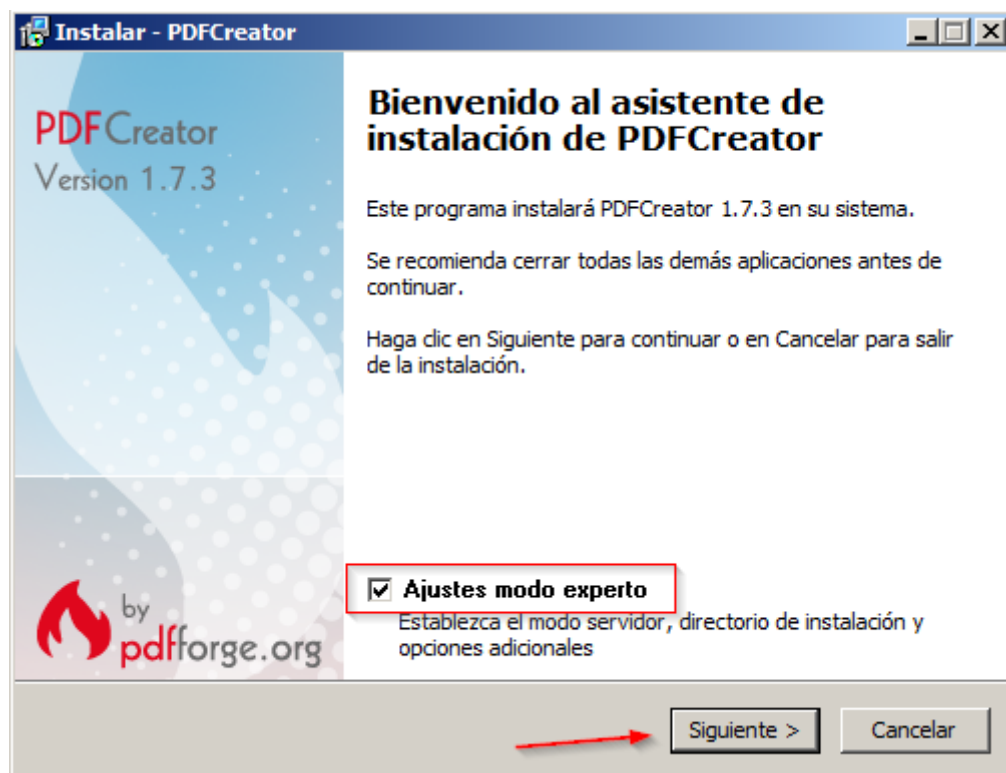 Instalar - PDFCreator
PDFCreator
Version 1.7.3
Bienvenido al asistente de
instalación de PDFCreator
Este programa instalará PDFCreator 1.7.3 en su sistema.
Se recomienda cerrar todas las demás aplicaciones antes de
continuar.
Haga clic en Siguiente para continuar o en Cancelar para salir
de la instalación.
Ajustes modo experto
Establezca el modo servidor, directorio de instalación y
opciones adicionales
by
pdfforge.org
Siguiente >
Cancelar